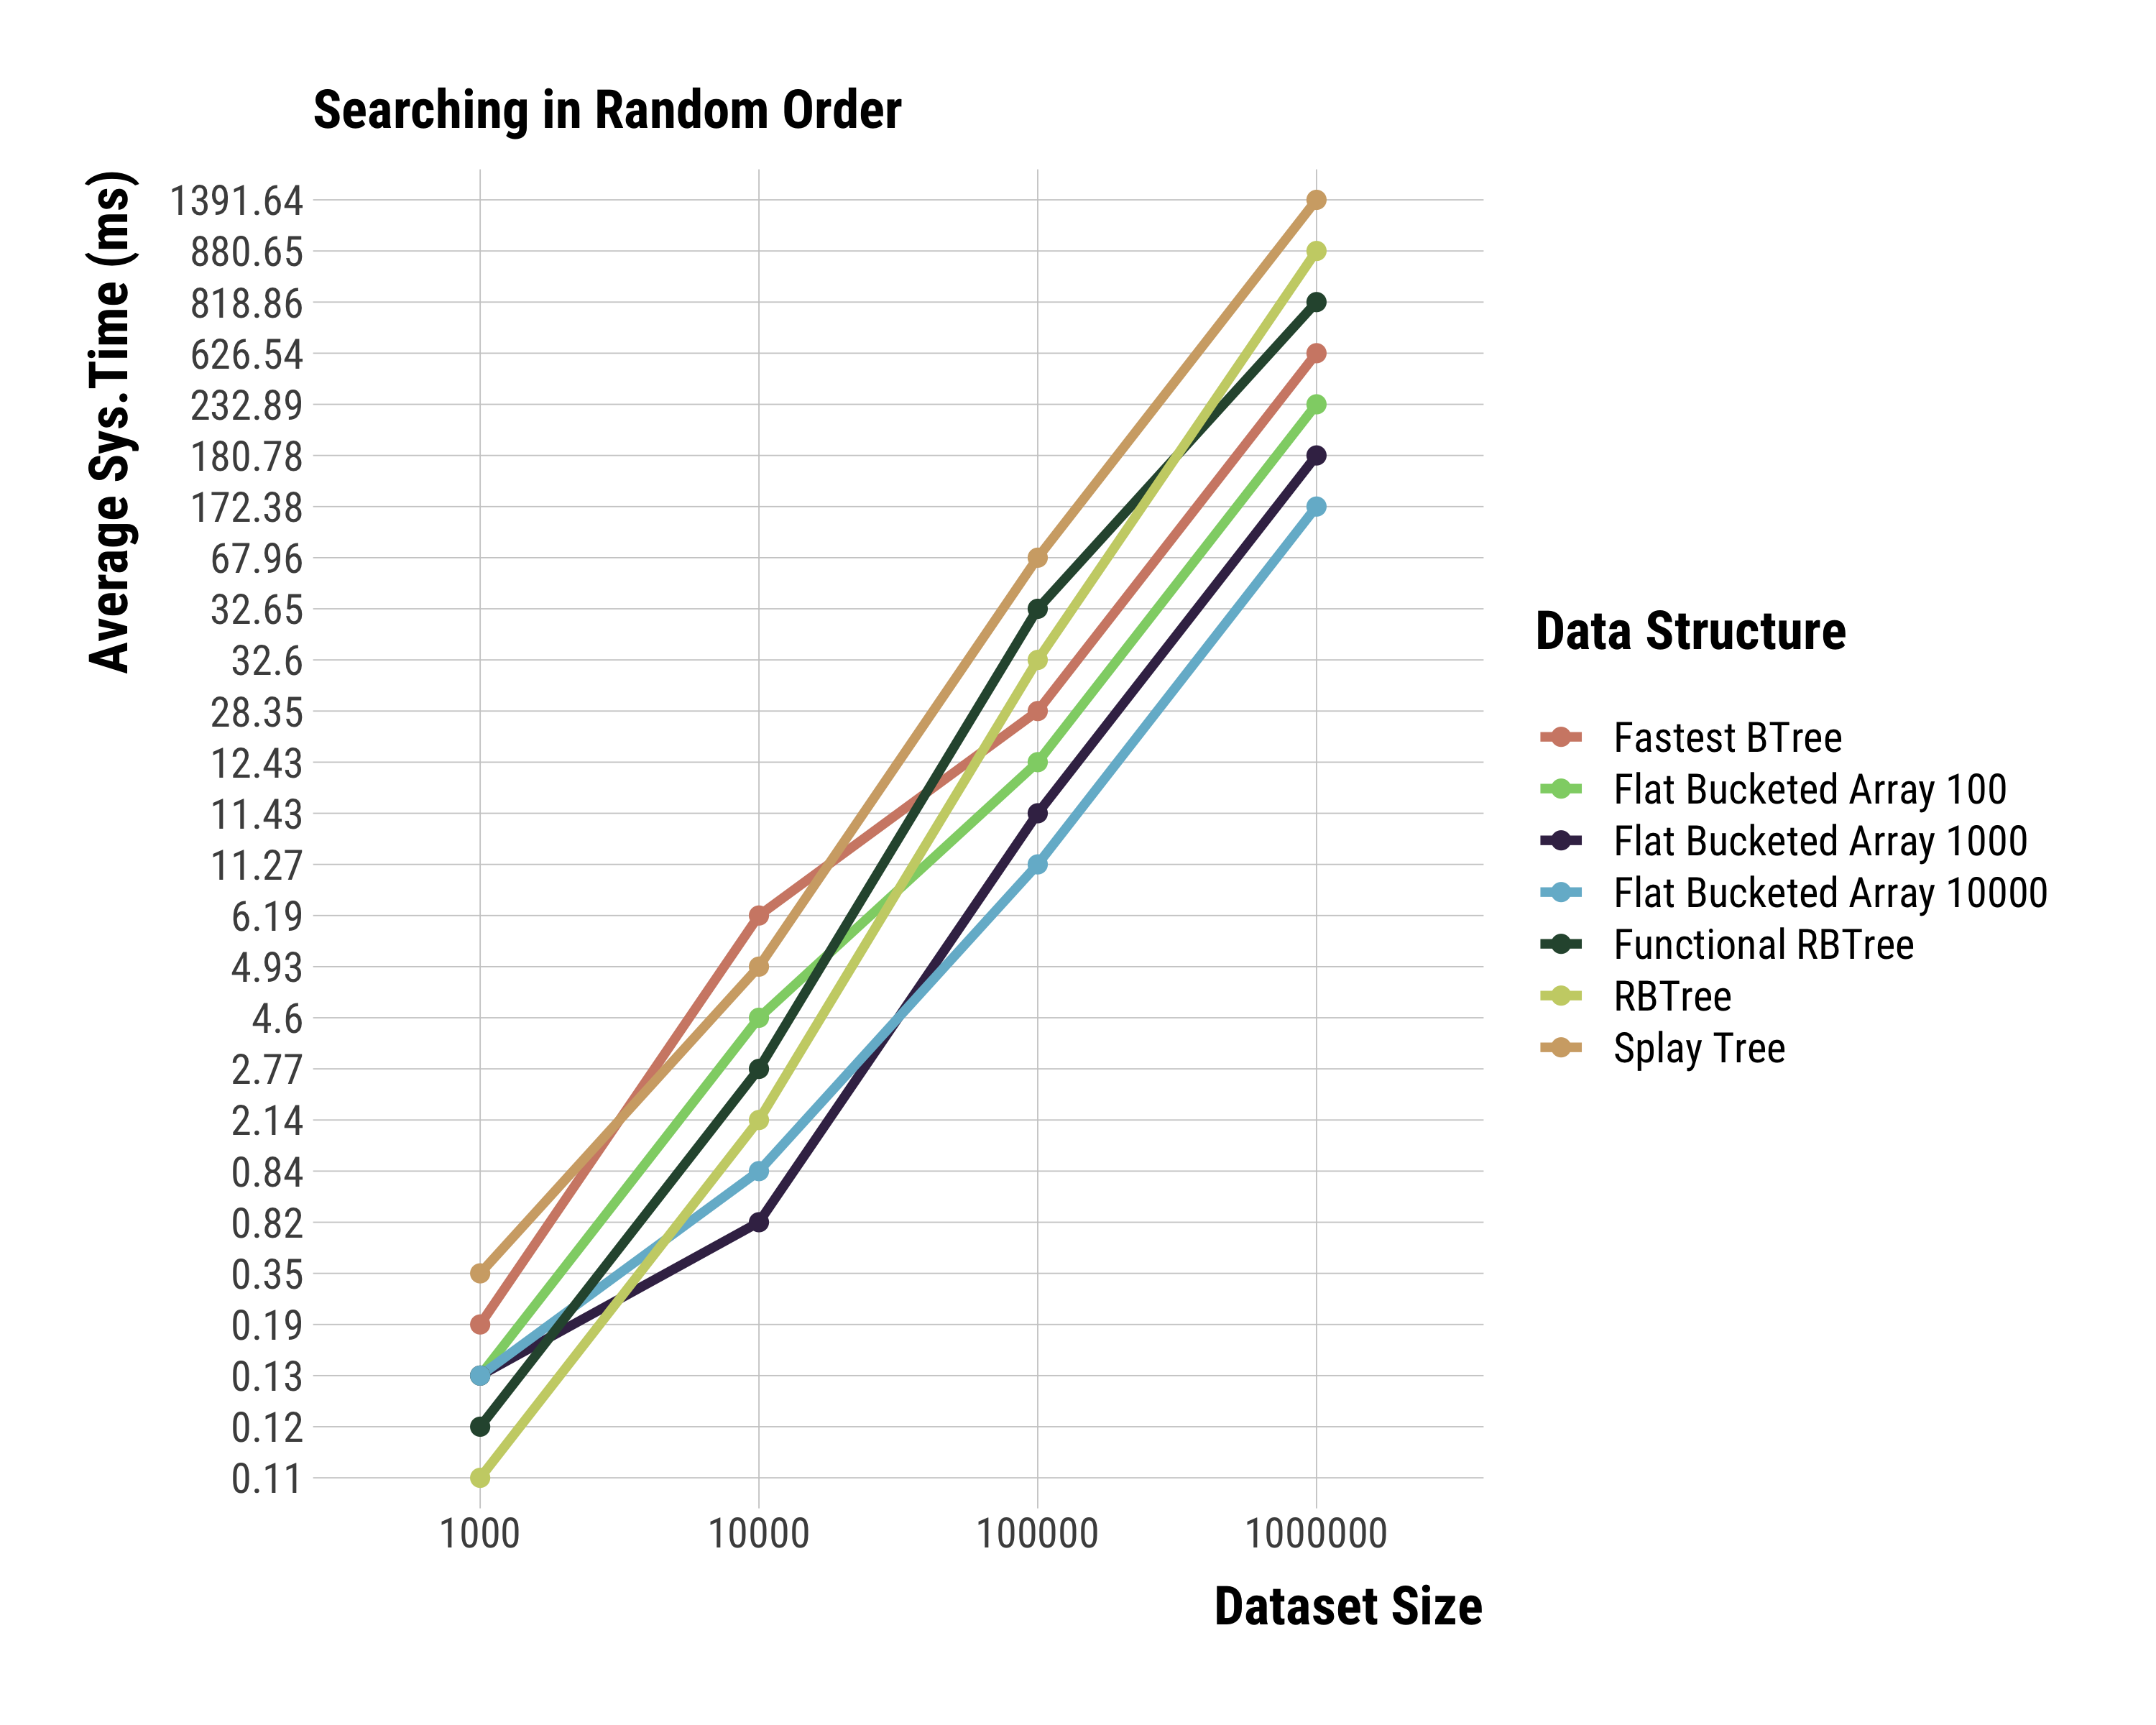 Searching in Random Order
Average Sys.Time (ms)
1391.64
880.65
818.86
626.54
232.89
180.78
172.38
67.96
32.65
32.6
28.35
12.43
11.43
11.27
6.19
4.93
4.6
2.77
2.14
0.84
0.82
0.35
0.19
0.13
0.12
0.11
1000 10000 100000 1000000
Dataset Size
Data Structure
Fastest BTree
Flat Bucketed Array 100
Flat Bucketed Array 1000
Flat Bucketed Array 10000
Functional RBTree
RBTree
Splay Tree